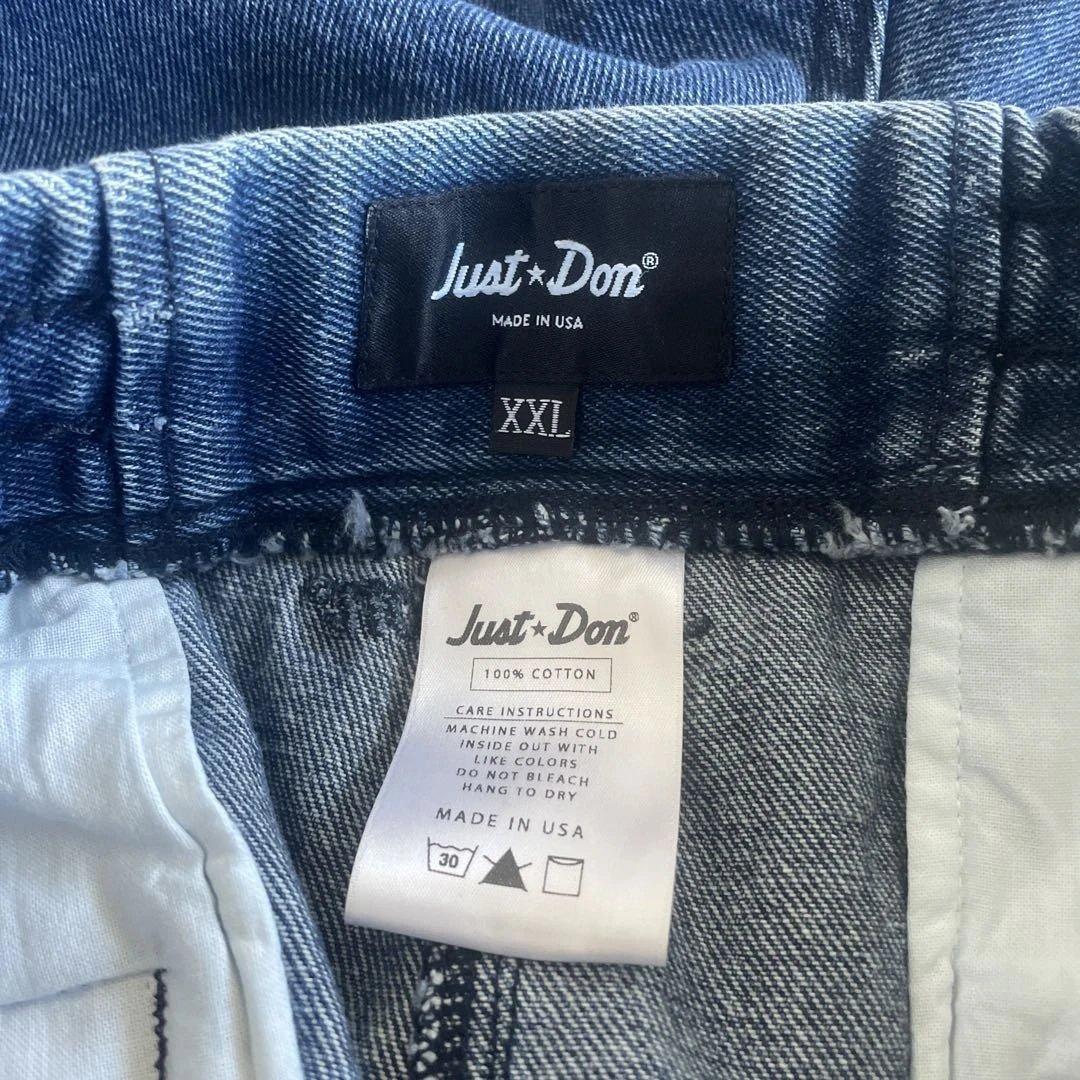 Just★Don®
MADE IN USA
XXL
Just★Don®
100% COTTON
CARE INSTRUCTIONS
MACHINE WASH COLD
INSIDE OUT WITH
LIKE COLORS
DO NOT BLEACH
HANG TO DRY
MADE IN USA
30